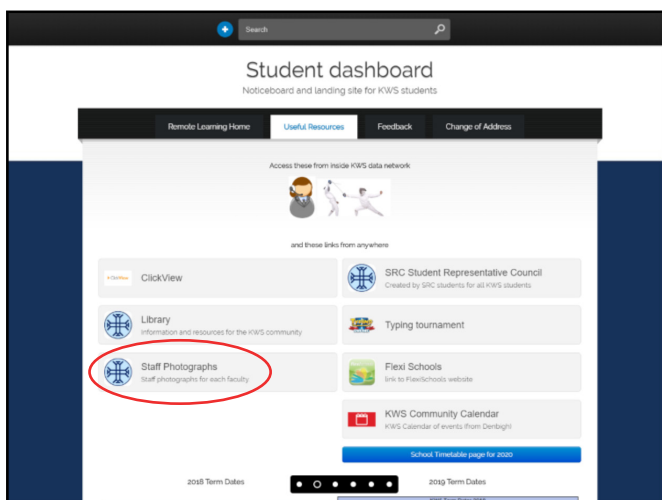 Search
Student dashboard
Noticeboard and landing site for KWS students
Remote Learning Home
Useful Resources
Feedback
Change of Address
Access these from inside KWS data network
and these links from anywhere
ClickView
ClickView
SRC Student Representative Council
Created by SRC students for all KWS students
Library
Information and resources for the KWS community
Typing tournament
Staff Photographs
Staff photographs for each faculty
Flexi Schools
link to FlexiSchools website
KWS Community Calendar
KWS Calendar of events (from Denbigh)
School Timetable page for 2020
2018 Term Dates
2019 Term Dates